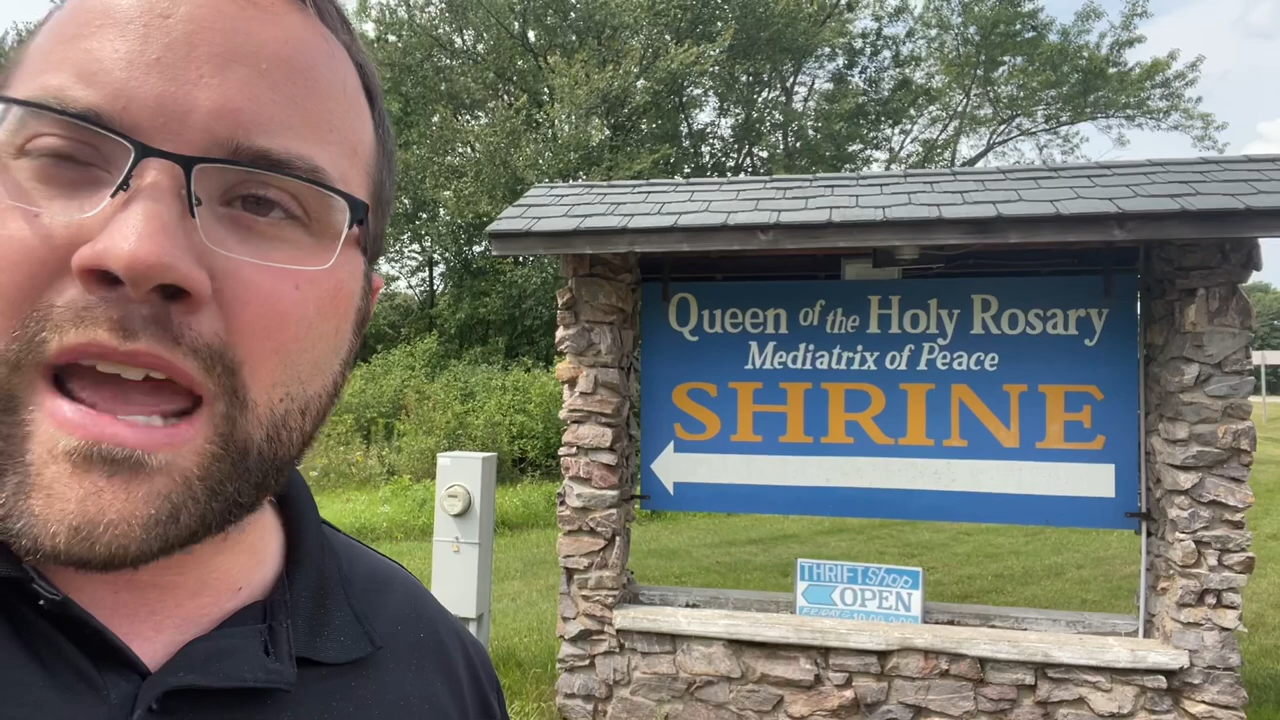 Queen of the Holy Rosary
Mediatrix of Peace
SHRINE
THRIFT Shop
OPEN